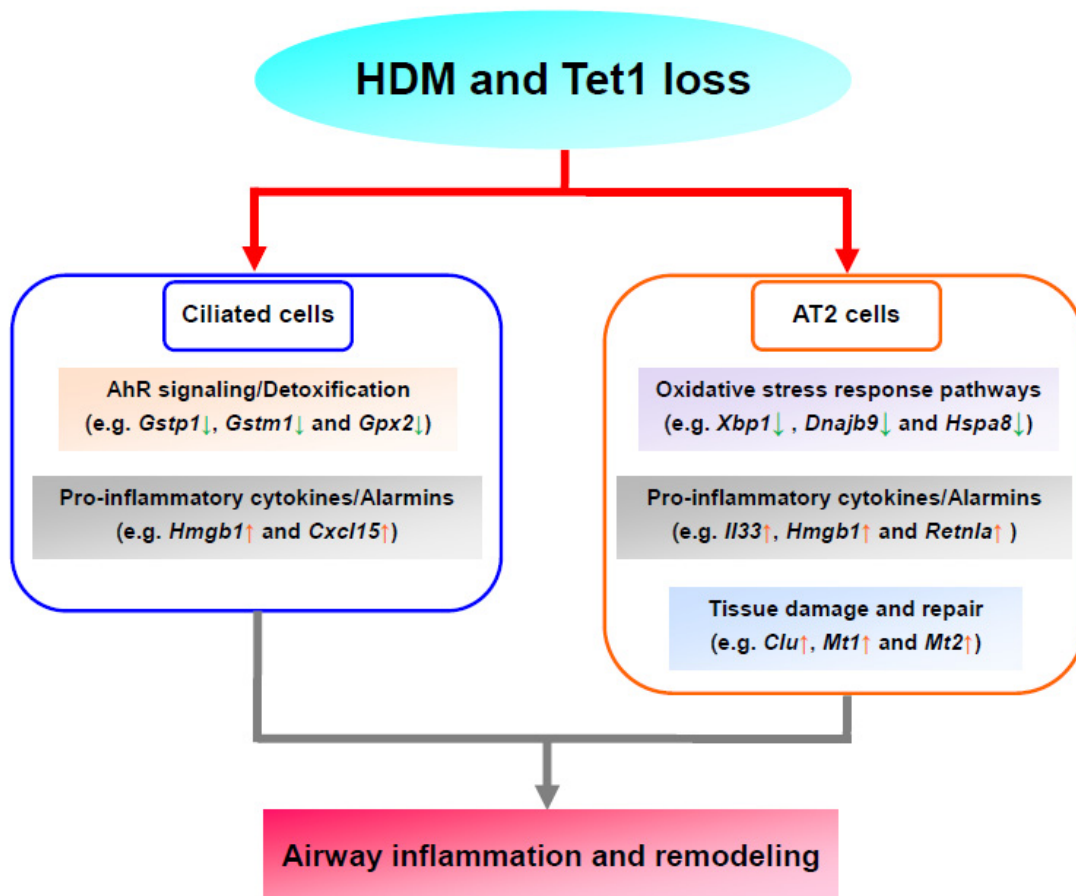 HDM and Tet1 loss
Ciliated cells
AhR signaling/Detoxification
(e.g. Gstp1↓, Gstm1↓ and Gpx2↓)
Pro-inflammatory cytokines/Alarmins
(e.g. Hmgb1↑ and Cxcl15↑)
AT2 cells
Oxidative stress response pathways
(e.g. Xbp1↓ , Dnajb9↓ and Hspa8↓)
Pro-inflammatory cytokines/Alarmins
(e.g. Il33↑, Hmgb1↑ and Retnla↑ )
Tissue damage and repair
(e.g. Clu↑, Mt1↑ and Mt2↑)
Airway inflammation and remodeling